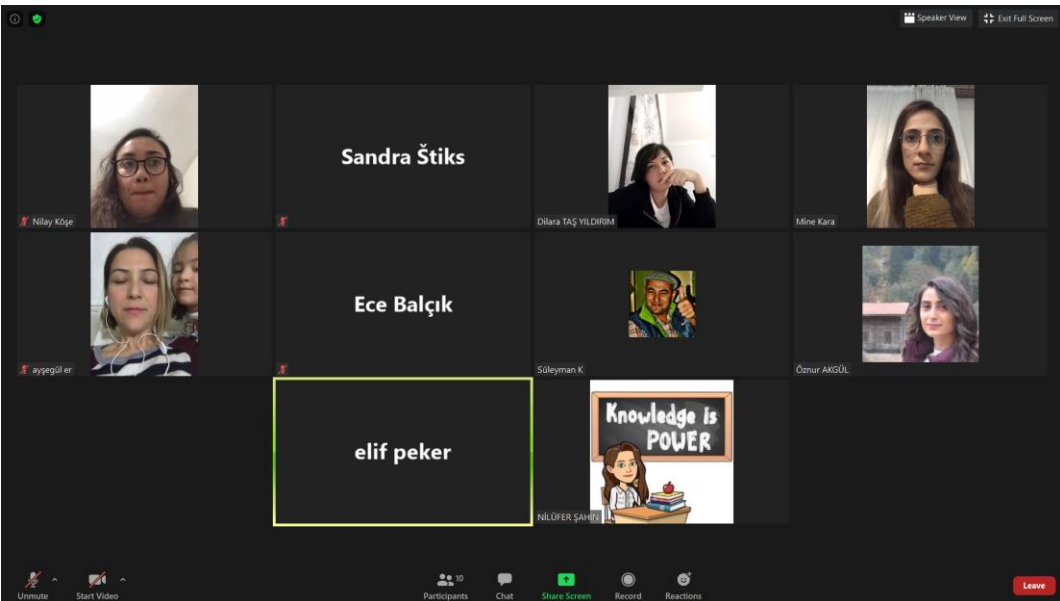 Speaker View
Exit Full Screen
Nilay Köşe
Sandra Štiks
Dilara TAŞ YILDIRIM
Mine Kara
ayşegül er
Ece Balçık
Süleyman K
Öznur AKGÜL
elif peker
Knowledge is
POWER
NİLÜFER ŞAHİN
Unmute
Start Video
10
Participants
Chat
Share Screen
Record
Reactions
Leave